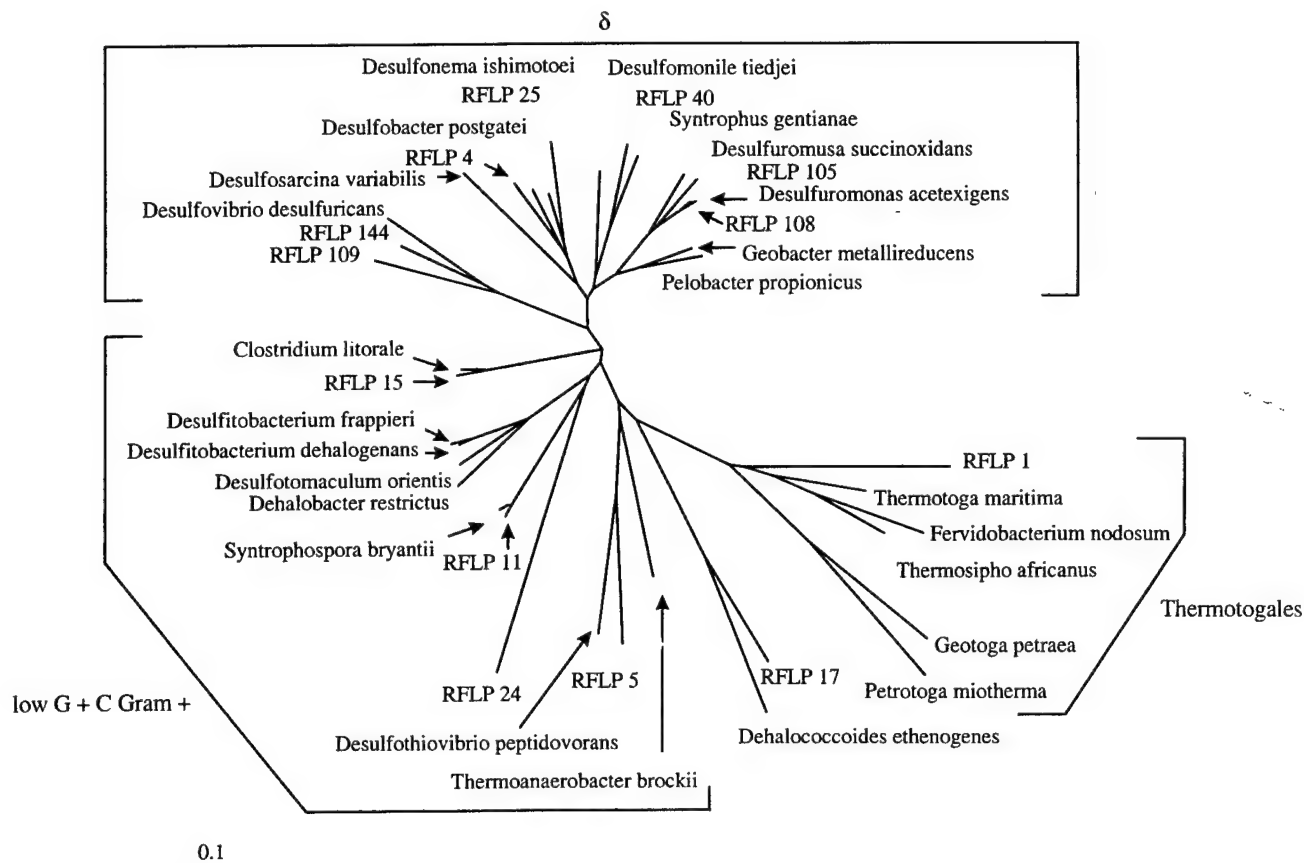 δ
Desulfonema ishimotoei
Desulfomonile tiedjei
RFLP 25
RFLP 40
Desulfobacter postgatei
Syntrophus gentianae
RFLP 4
Desulfuromusa succinoxidans
RFLP 105
Desulfosarcina variabilis
Desulfuromonas acetexigens
Desulfovibrio desulfuricans
RFLP 108
RFLP 144
RFLP 109
Geobacter metallireducens
Pelobacter propionicus
Clostridium litorale
RFLP 15
Desulfitobacterium frappieri
Desulfitobacterium dehalogenans
Desulfotomaculum orientis
Dehalobacter restrictus
Syntrophospora bryantii
RFLP 11
RFLP 1
Thermotoga maritima
Fervidobacterium nodosum
Thermosipho africanus
Thermotogales
Geotoga petraea
Petrotoga miotherma
RFLP 17
RFLP 5
RFLP 24
low G + C Gram +
Desulfothiovibrio peptidovorans
Dehalococcoides ethenogenes
Thermoanaerobacter brockii
0.1